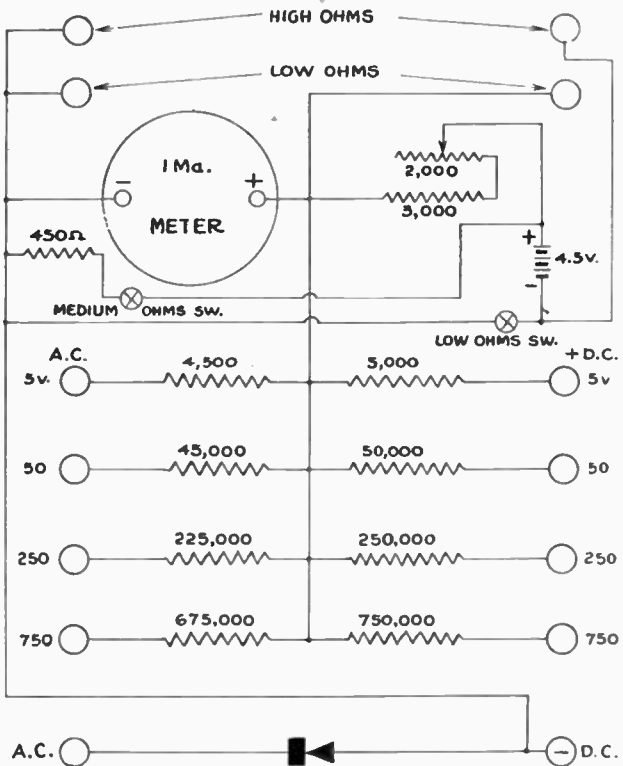 HIGH OHMS
LOW OHMS
1 Ma.
- +
METER
2,000
3,000
450Ω
+
4.5v.
-
MEDIUM OHMS SW.
LOW OHMS SW.
A.C. + D.C.
5v. 4,500 5,000 5v
50 45,000 50,000 50
250 225,000 250,000 250
750 675,000 750,000 750
A.C. - D.C.